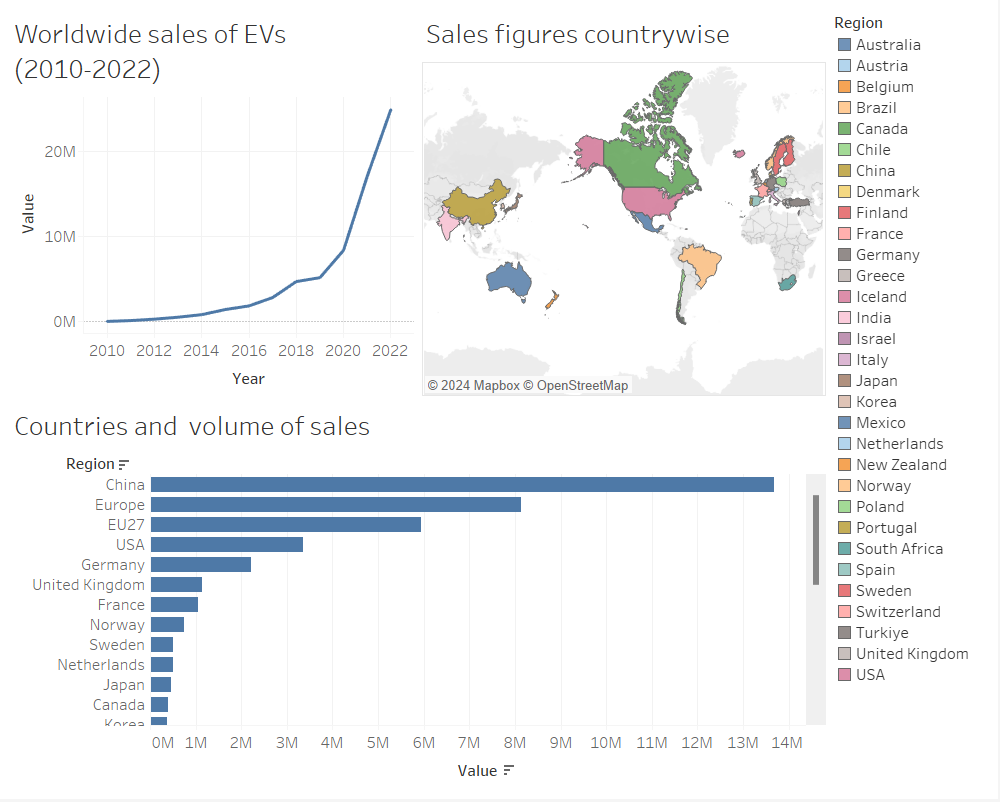 Worldwide sales of EVs
(2010-2022)
20M
10M
0M
Value
2010 2012 2014 2016 2018 2020 2022
Year
Sales figures countrywise
© 2024 Mapbox © OpenStreetMap
Region
Australia
Austria
Belgium
Brazil
Canada
Chile
China
Denmark
Finland
France
Germany
Greece
Iceland
India
Israel
Italy
Japan
Korea
Mexico
Netherlands
New Zealand
Norway
Poland
Portugal
South Africa
Spain
Sweden
Switzerland
Turkiye
United Kingdom
USA
Countries and volume of sales
Region
China
Europe
EU27
USA
Germany
United Kingdom
France
Norway
Sweden
Netherlands
Japan
Canada
Korea
0M 1M 2M 3M 4M 5M 6M 7M 8M 9M 10M 11M 12M 13M 14M
Value